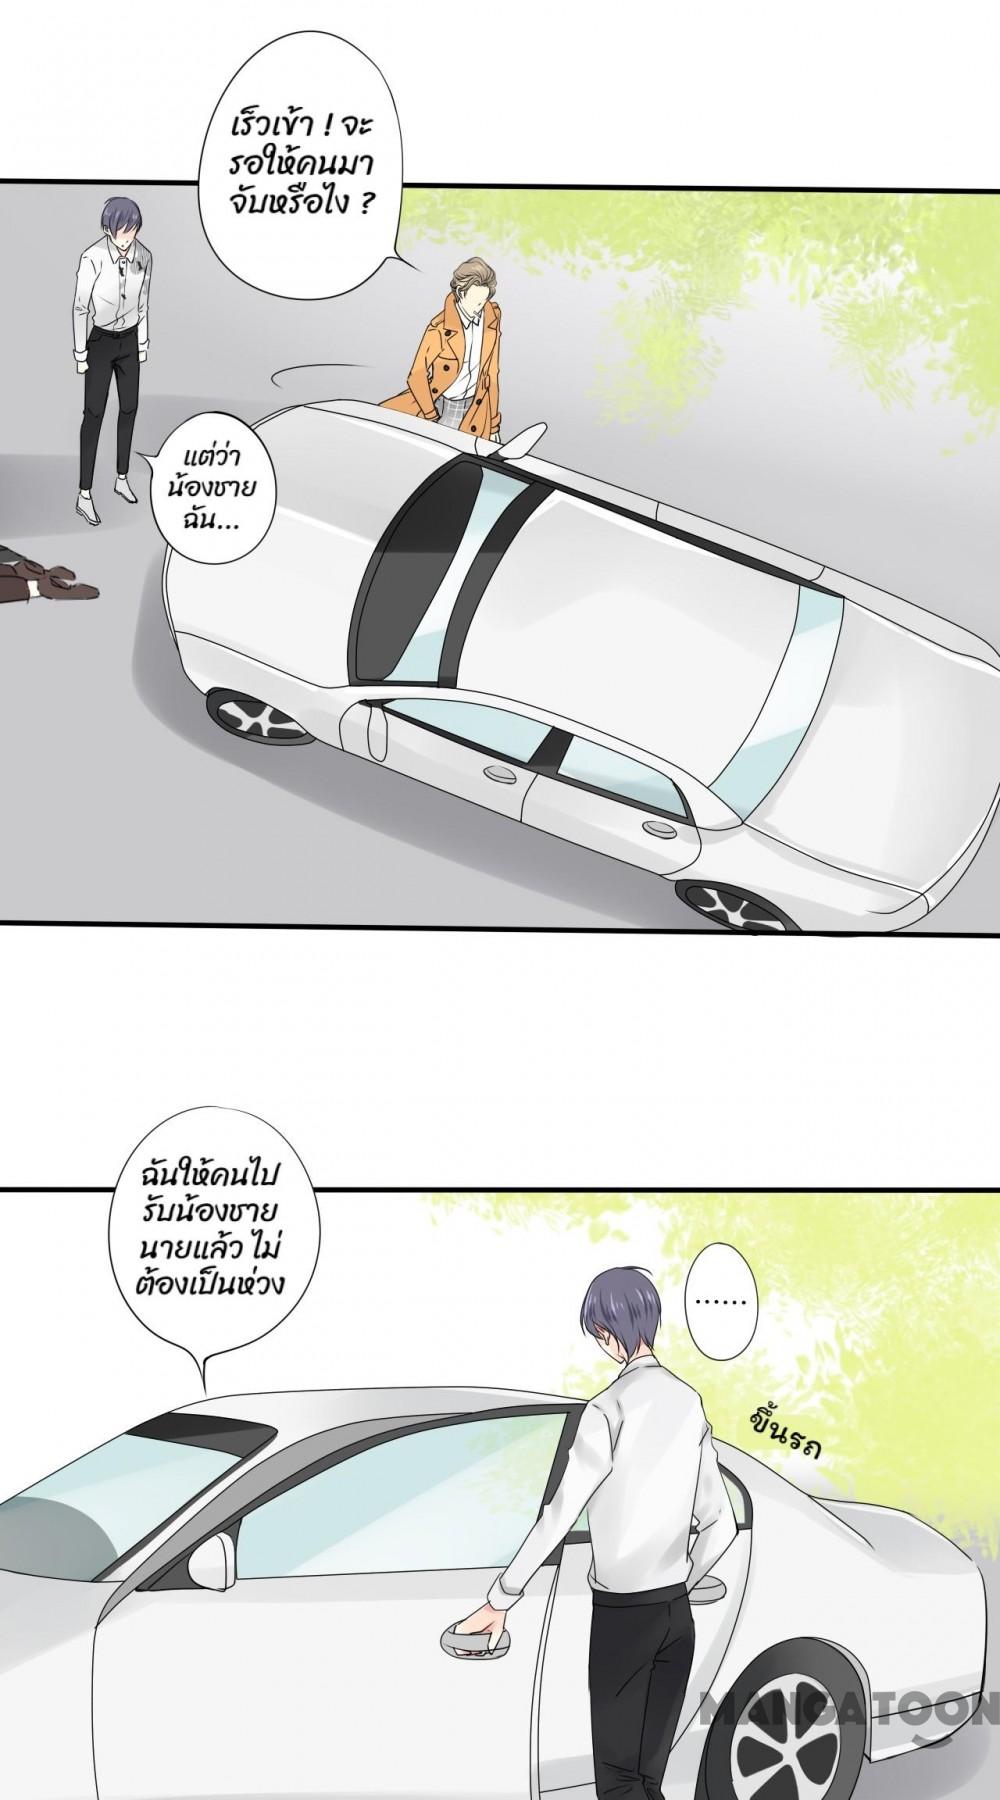 เร็วเข้า ! จะ
รอให้คนมา
จับหรือไง ?
แต่ว่า
น้องชาย
ฉัน...
ฉันให้คนไป
รับน้องชาย
นายแล้ว ไม่
ต้องเป็นห่วง
......
ขึ้นรถ
MANGATOON